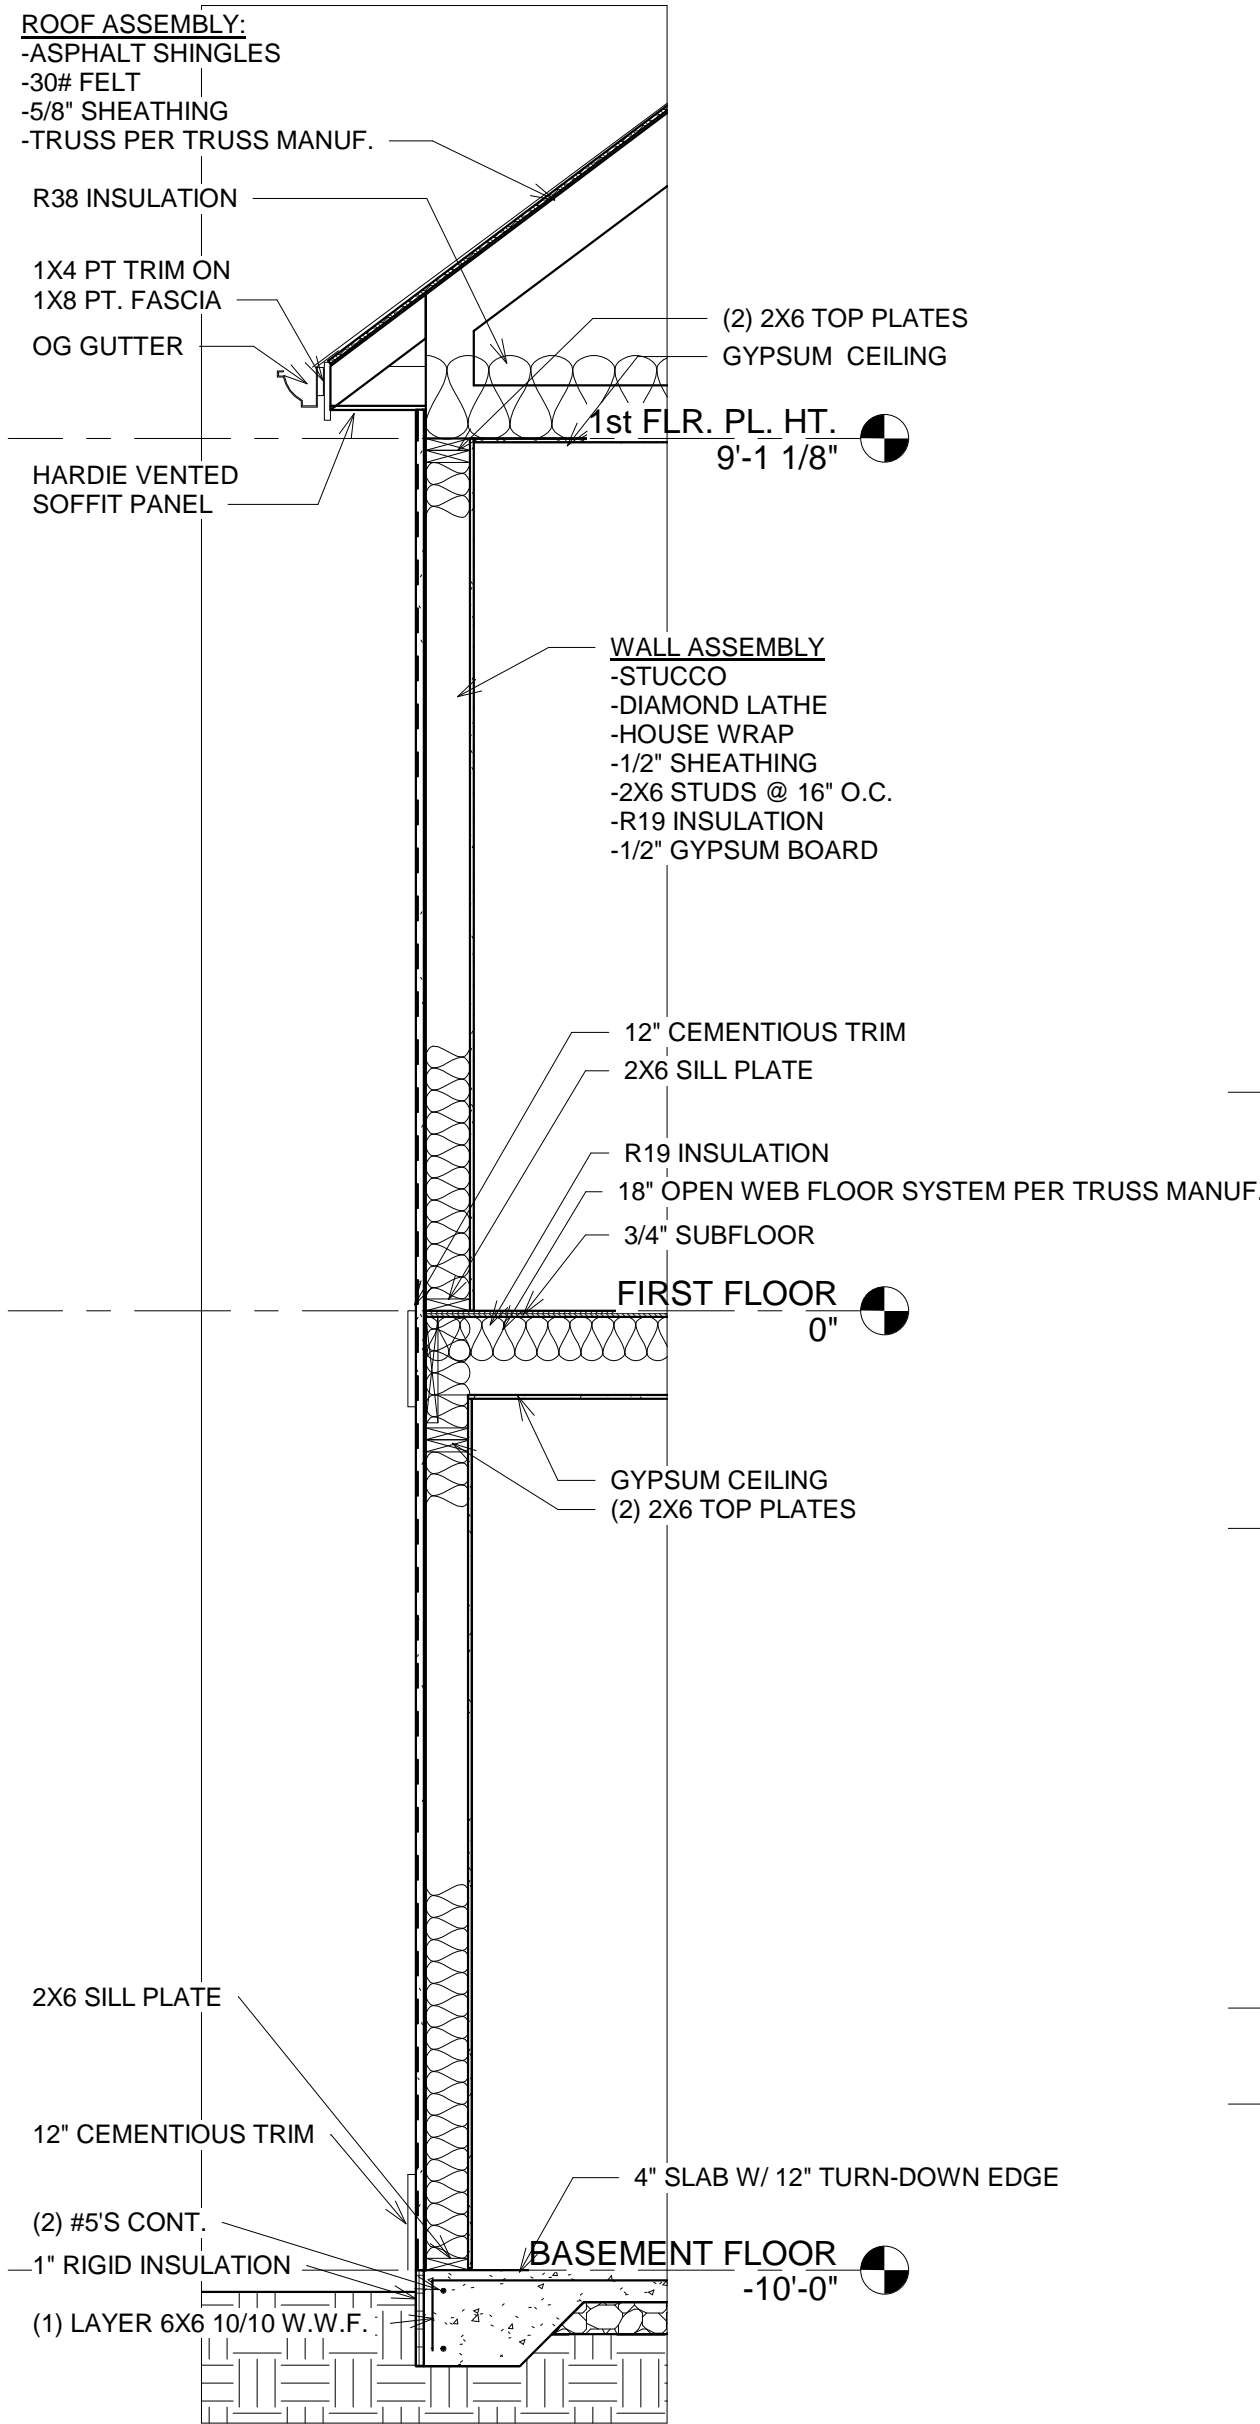 ROOF ASSEMBLY:
-ASPHALT SHINGLES
-30# FELT
-5/8" SHEATHING
-TRUSS PER TRUSS MANUF.
R38 INSULATION
1X4 PT TRIM ON
1X8 PT. FASCIA
OG GUTTER
(2) 2X6 TOP PLATES
GYPSUM CEILING
1st FLR. PL. HT.
9'-1 1/8"
HARDIE VENTED
SOFFIT PANEL
WALL ASSEMBLY
-STUCCO
-DIAMOND LATHE
-HOUSE WRAP
-1/2" SHEATHING
-2X6 STUDS @ 16" O.C.
-R19 INSULATION
-1/2" GYPSUM BOARD
12" CEMENTIOUS TRIM
2X6 SILL PLATE
R19 INSULATION
18" OPEN WEB FLOOR SYSTEM PER TRUSS MANUF.
3/4" SUBFLOOR
FIRST FLOOR
0"
GYPSUM CEILING
(2) 2X6 TOP PLATES
2X6 SILL PLATE
12" CEMENTIOUS TRIM
4" SLAB W/ 12" TURN-DOWN EDGE
(2) #5'S CONT.
1" RIGID INSULATION
BASEMENT FLOOR
-10'-0"
(1) LAYER 6X6 10/10 W.W.F.